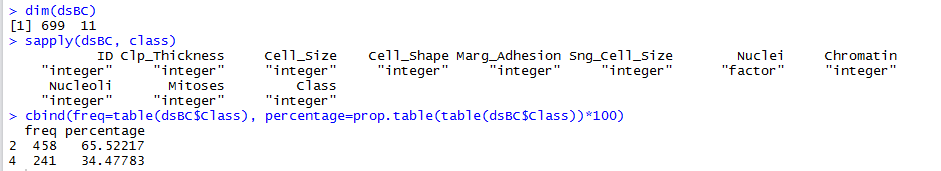 > dim(dsBC)
[1] 699  11
> sapply(dsBC, class)
           ID Clp_Thickness     Cell_Size    Cell_Shape Marg_Adhesion Sng_Cell_Size        Nuclei     Chromatin
    "integer"     "integer"     "integer"     "integer"     "integer"     "integer"      "factor"     "integer"
     Nucleoli       Mitoses         Class
    "integer"     "integer"     "integer"
> cbind(freq=table(dsBC$Class), percentage=prop.table(table(dsBC$Class))*100)
  freq percentage
2  458   65.52217
4  241   34.47783